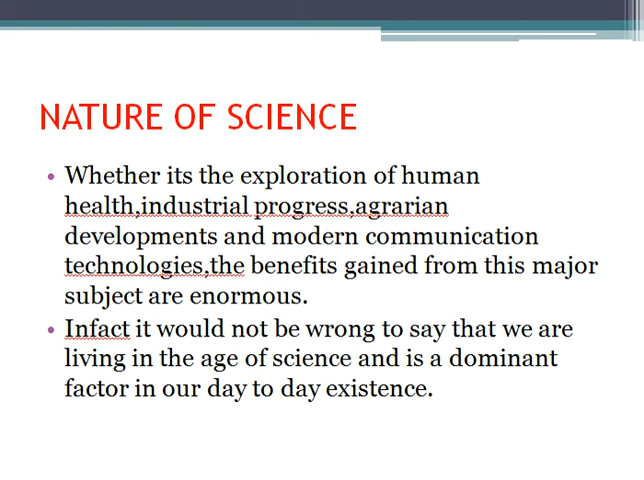 NATURE OF SCIENCE
• Whether its the exploration of human
health,industrial progress,agrarian
developments and modern communication
technologies,the benefits gained from this major
subject are enormous.
• Infact it would not be wrong to say that we are
living in the age of science and is a dominant
factor in our day to day existence.